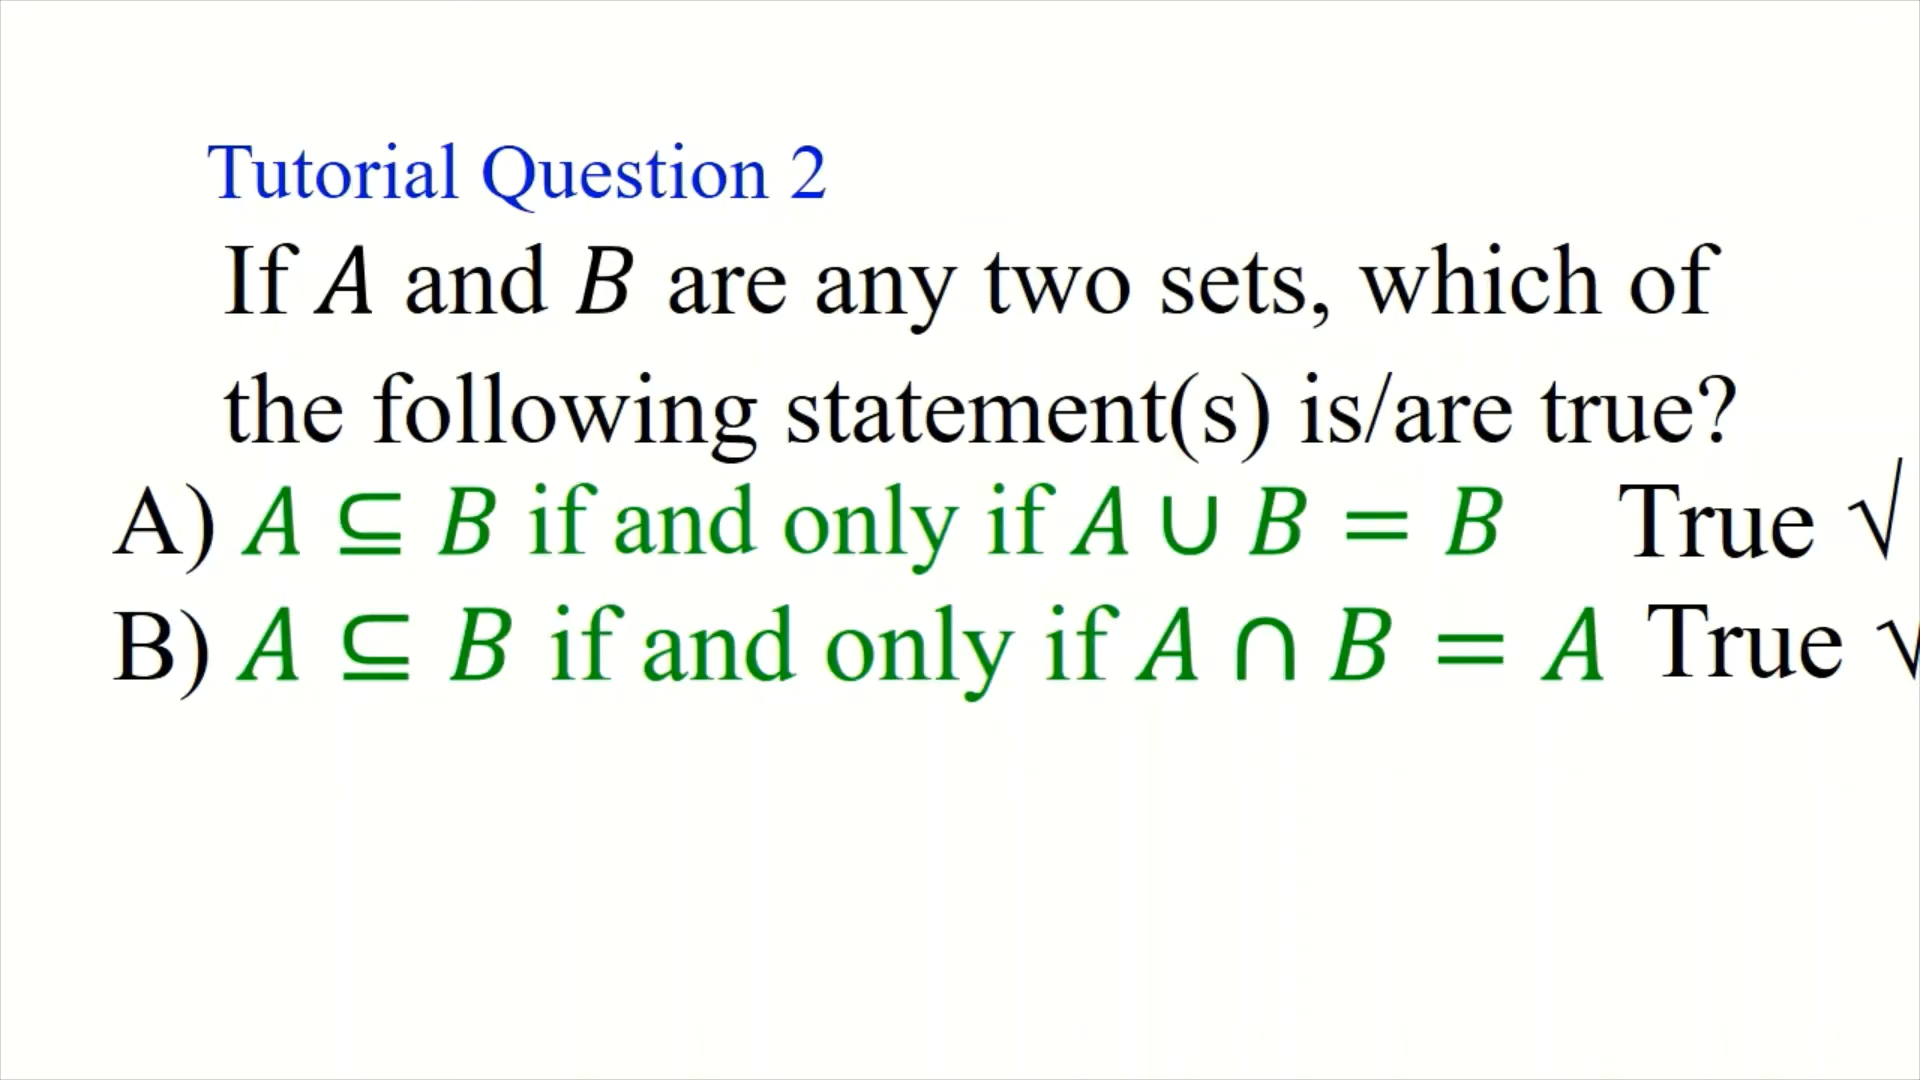 Tutorial Question 2
If A and B are any two sets, which of
the following statement(s) is/are true?
A) A ⊆ B if and only if A ∪ B = B True √
B) A ⊆ B if and only if A ∩ B = A True √